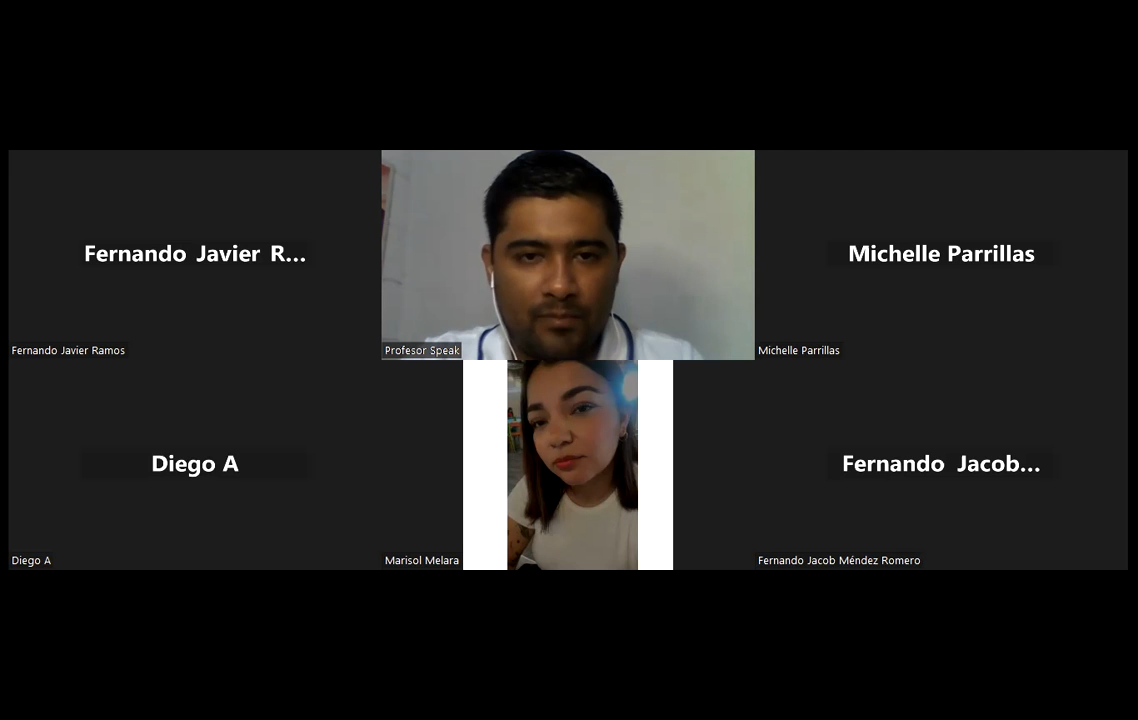 Fernando Javier R...
Fernando Javier Ramos
Profesor Speak
Michelle Parrillas
Michelle Parrillas
Diego A
Diego A
Marisol Melara
Fernando Jacob...
Fernando Jacob Méndez Romero